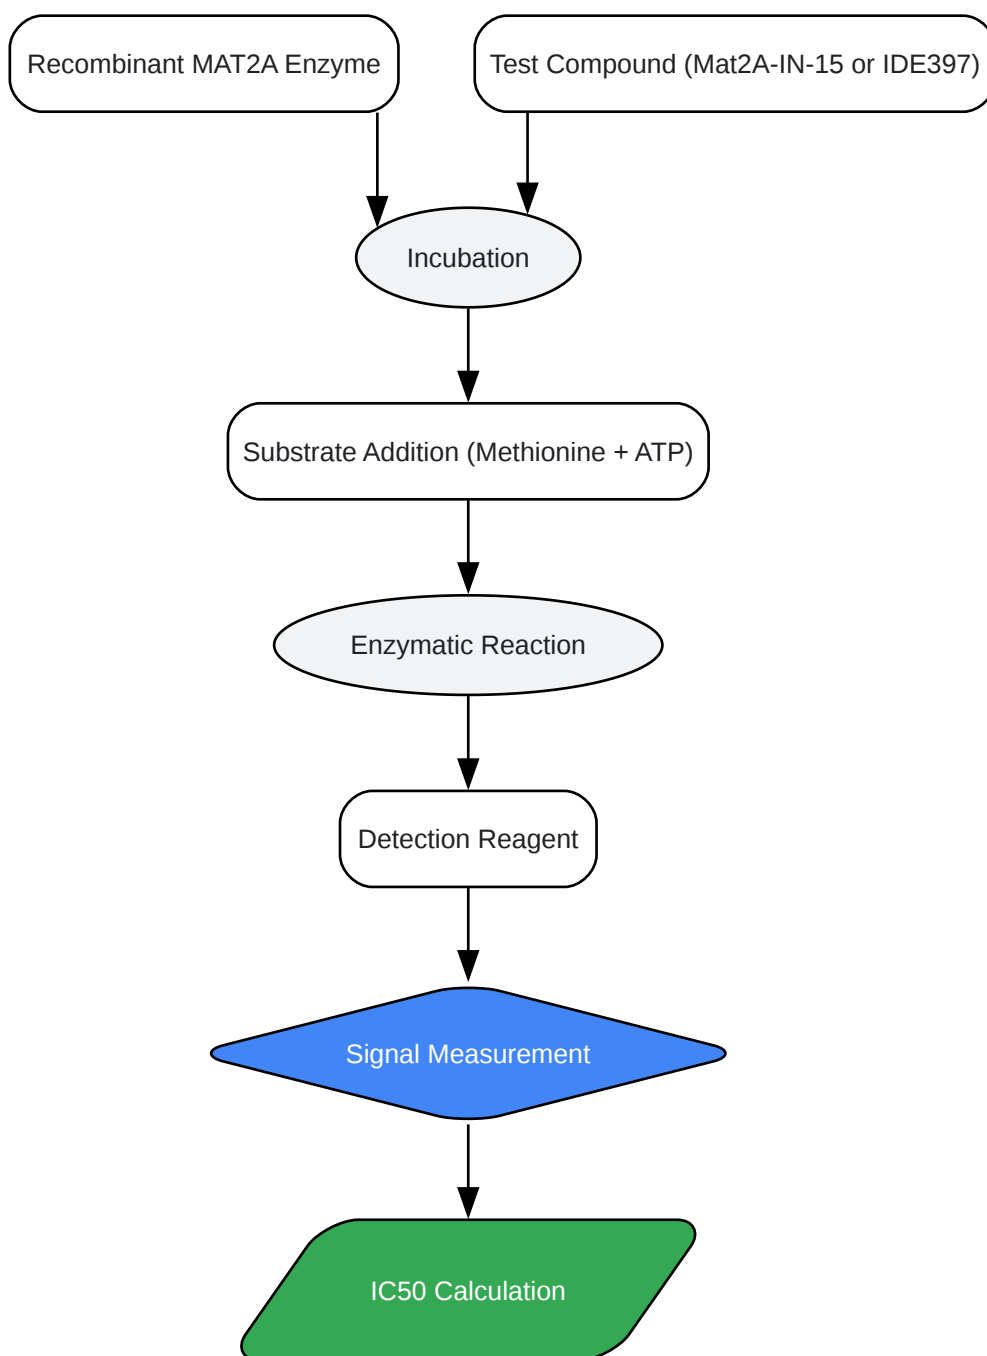 Recombinant MAT2A Enzyme
Test Compound (Mat2A-IN-15 or IDE397)
Incubation
Substrate Addition (Methionine + ATP)
Enzymatic Reaction
Detection Reagent
Signal Measurement
IC50 Calculation